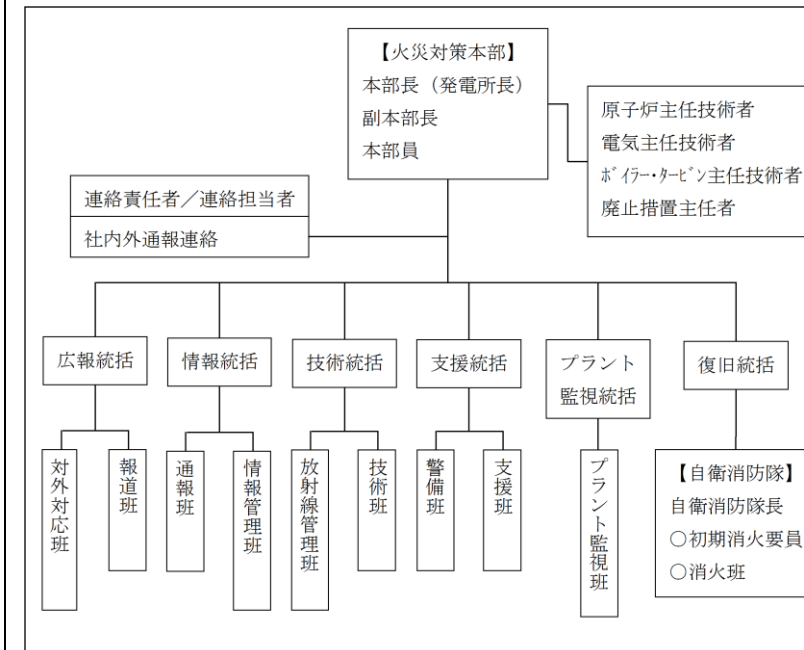 【火災対策本部】
本部長（発電所長）
副本部長
本部員
原子炉主任技術者
電気主任技術者
ﾎﾞｲﾗｰ・ﾀｰﾋﾞﾝ主任技術者
廃止措置主任者
連絡責任者／連絡担当者
社内外通報連絡
広報統括
情報統括
技術統括
支援統括
プラント
監視統括
復旧統括
対外対応班
報道班
通報班
情報管理班
放射線管理班
技術班
警備班
支援班
プラント監視班
【自衛消防隊】
自衛消防隊長
○初期消火要員
○消火班